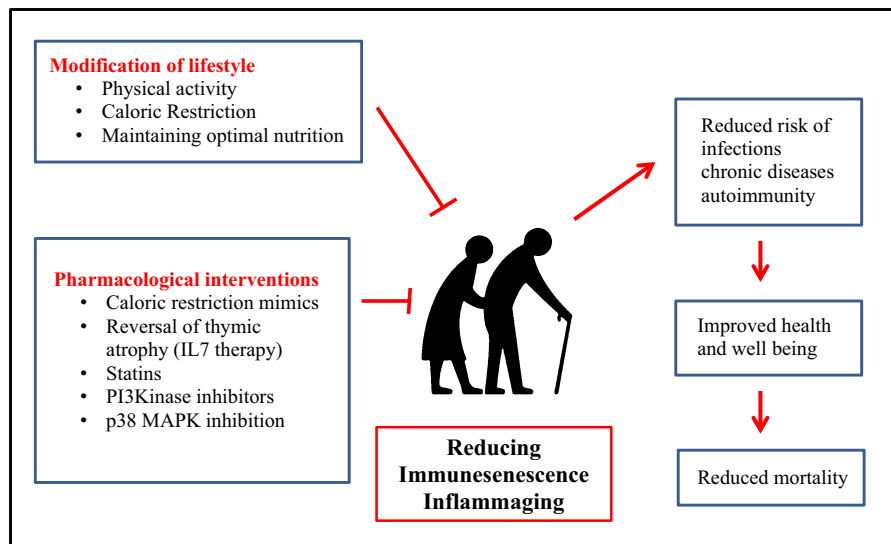 Modification of lifestyle
• Physical activity
• Caloric Restriction
• Maintaining optimal nutrition
Pharmacological interventions
• Caloric restriction mimics
• Reversal of thymic
atrophy (IL7 therapy)
• Statins
• PI3Kinase inhibitors
• p38 MAPK inhibition
Reducing
Immunesenescence
Inflammaging
Reduced risk of
infections
chronic diseases
autoimmunity
Improved health
and well being
Reduced mortality